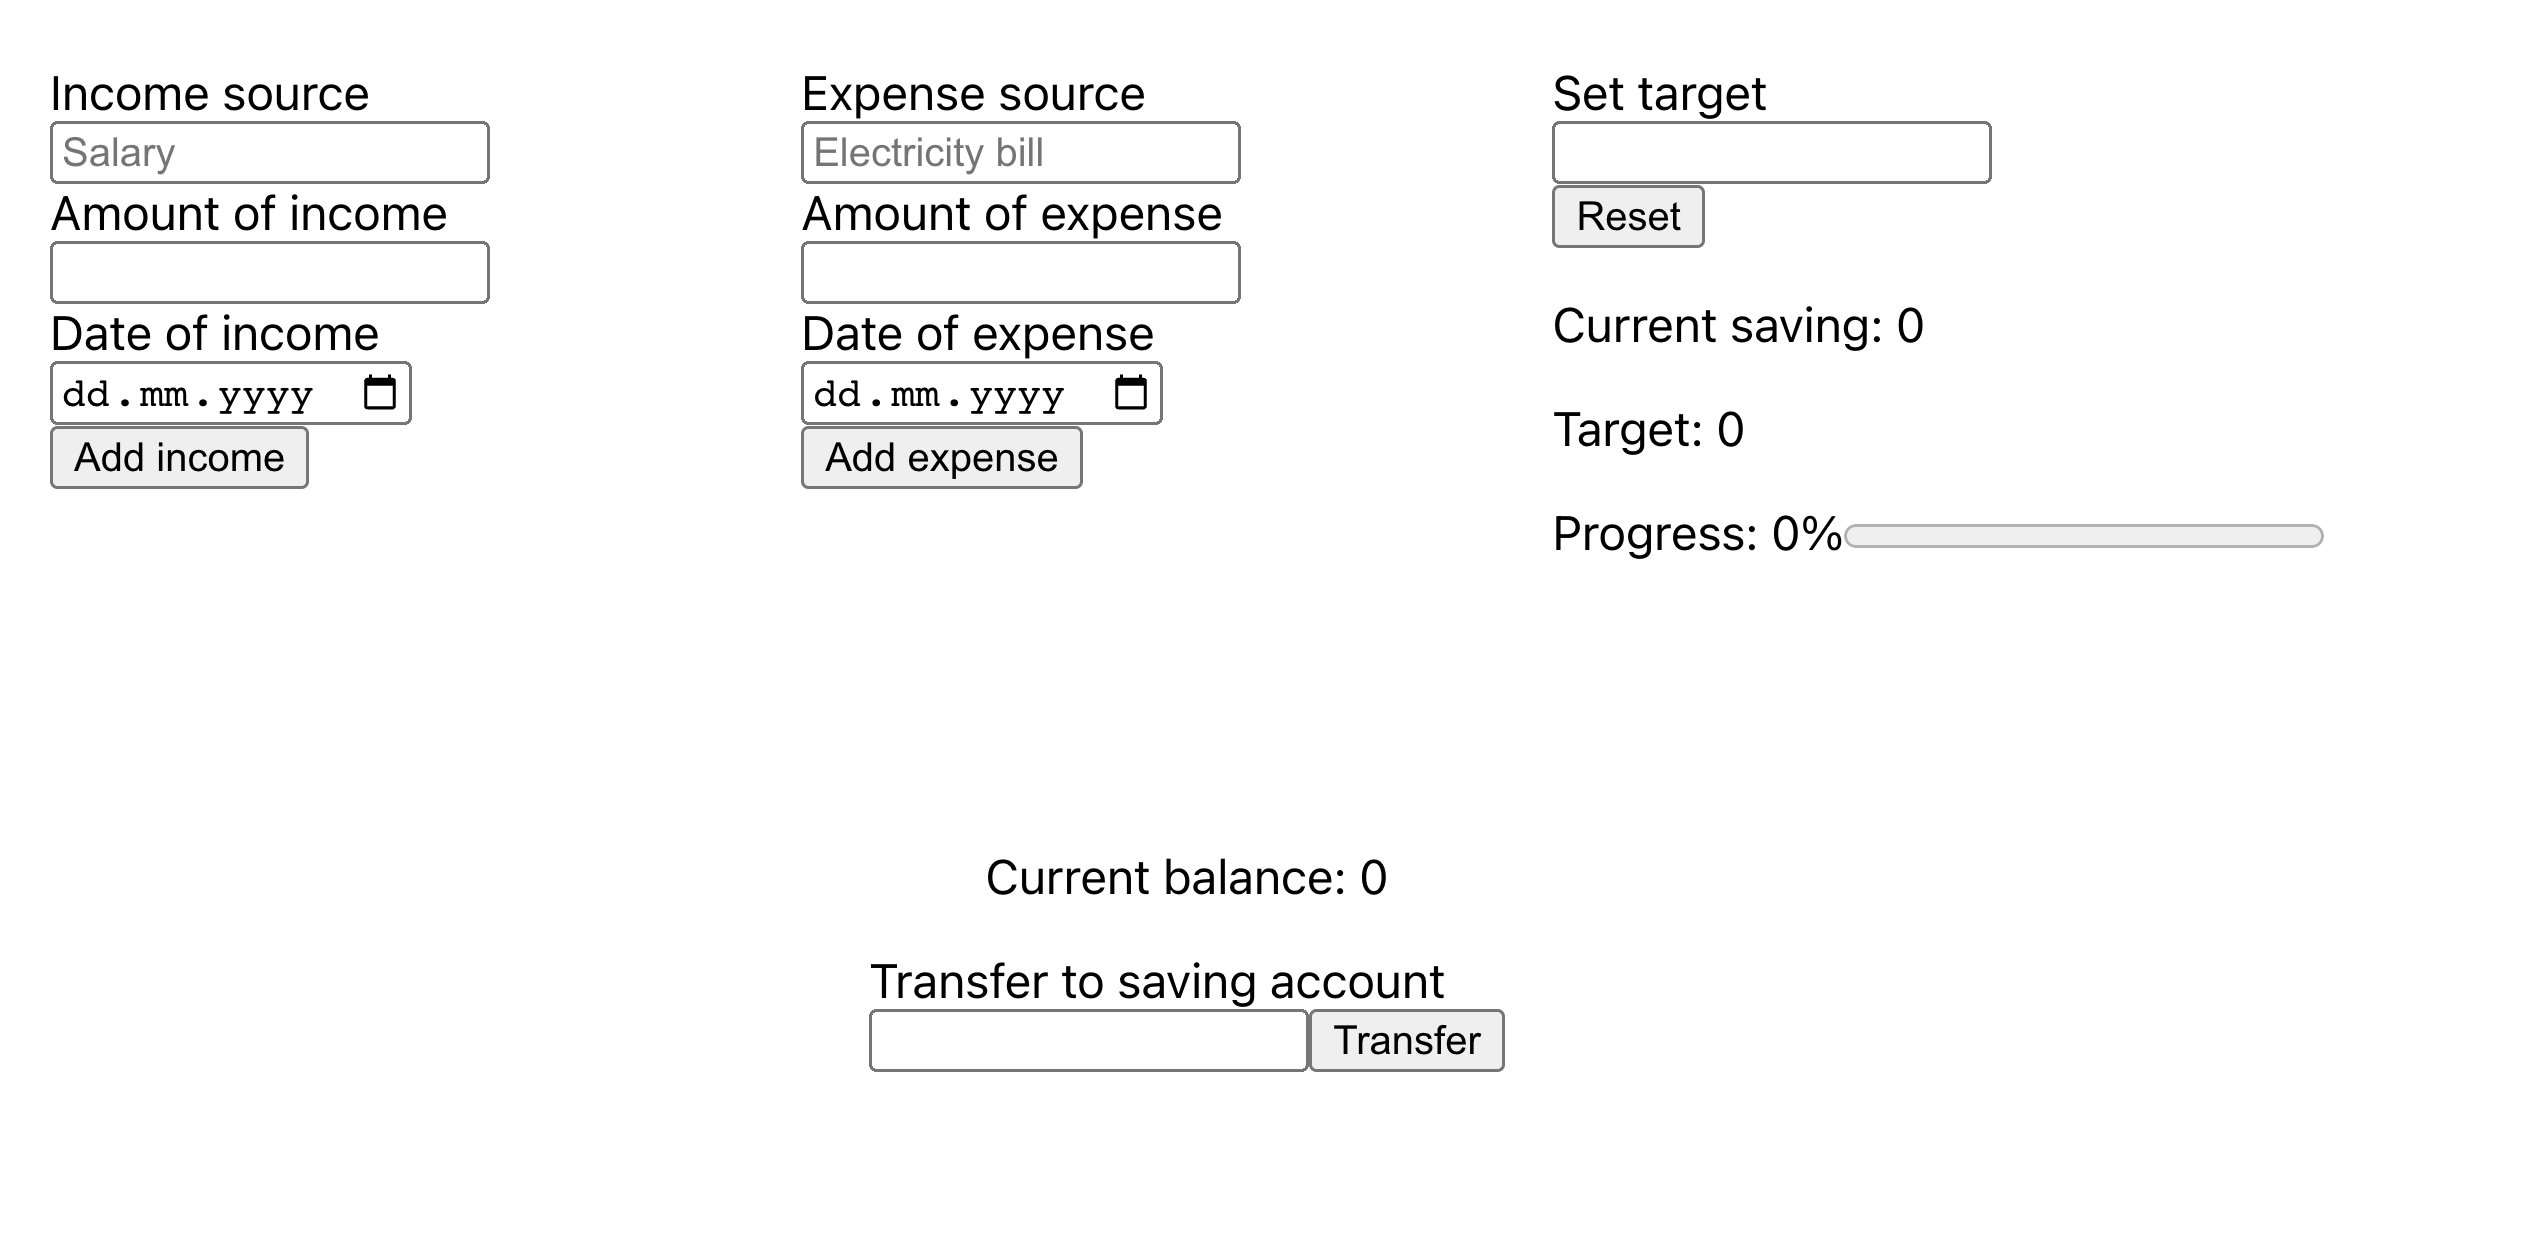 Income source
Salary
Amount of income
Date of income
dd.mm.yyyy
Add income
Expense source
Electricity bill
Amount of expense
Date of expense
dd.mm.yyyy
Add expense
Set target
Reset
Current saving: 0
Target: 0
Progress: 0%
Current balance: 0
Transfer to saving account
Transfer